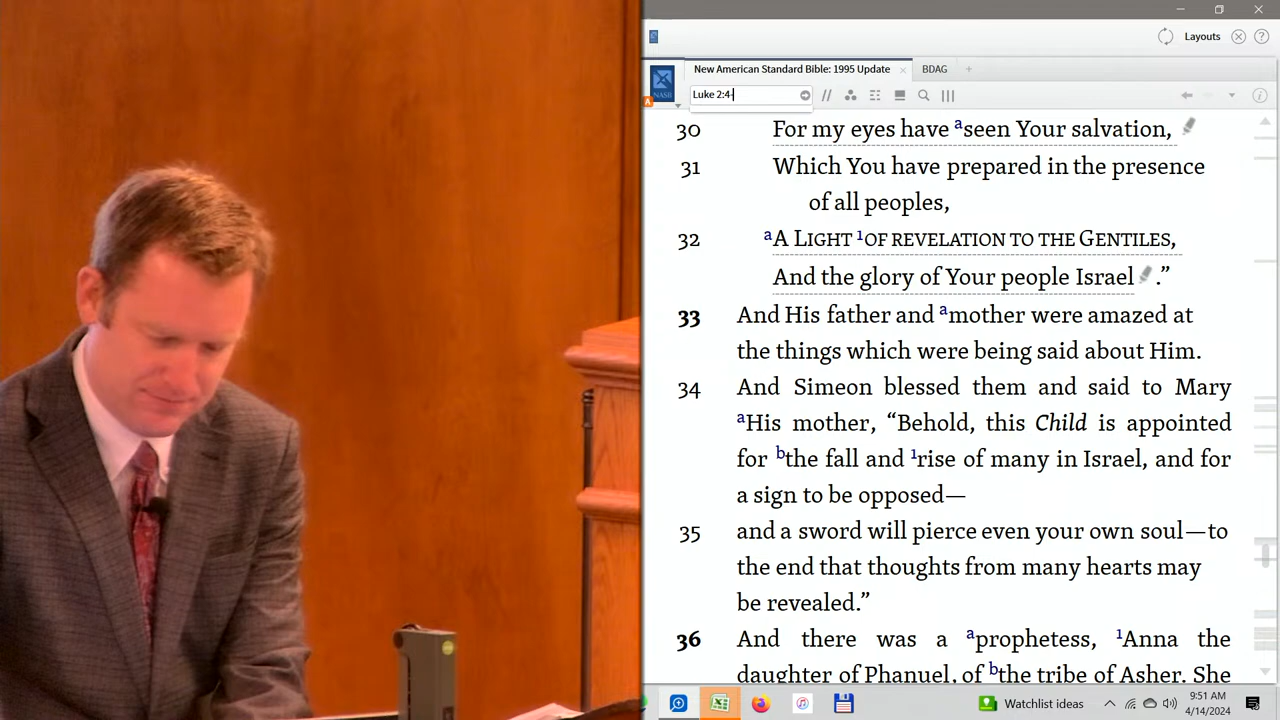 Layouts
NASB
New American Standard Bible: 1995 Update
BDAG
Luke 2:4-
30 For my eyes have ªseen Your salvation,
31 Which You have prepared in the presence
of all peoples,
32 ªA LIGHT ¹OF REVELATION TO THE GENTILES,
And the glory of Your people Israel .”
33 And His father and ªmother were amazed at
the things which were being said about Him.
34 And Simeon blessed them and said to Mary
ªHis mother, “Behold, this Child is appointed
for ᵇthe fall and ¹rise of many in Israel, and for
a sign to be opposed—
35 and a sword will pierce even your own soul—to
the end that thoughts from many hearts may
be revealed.”
36 And there was a ªprophetess, ¹Anna the
daughter of Phanuel, of ᵇthe tribe of Asher. She
Watchlist ideas
9:51 AM
4/14/2024